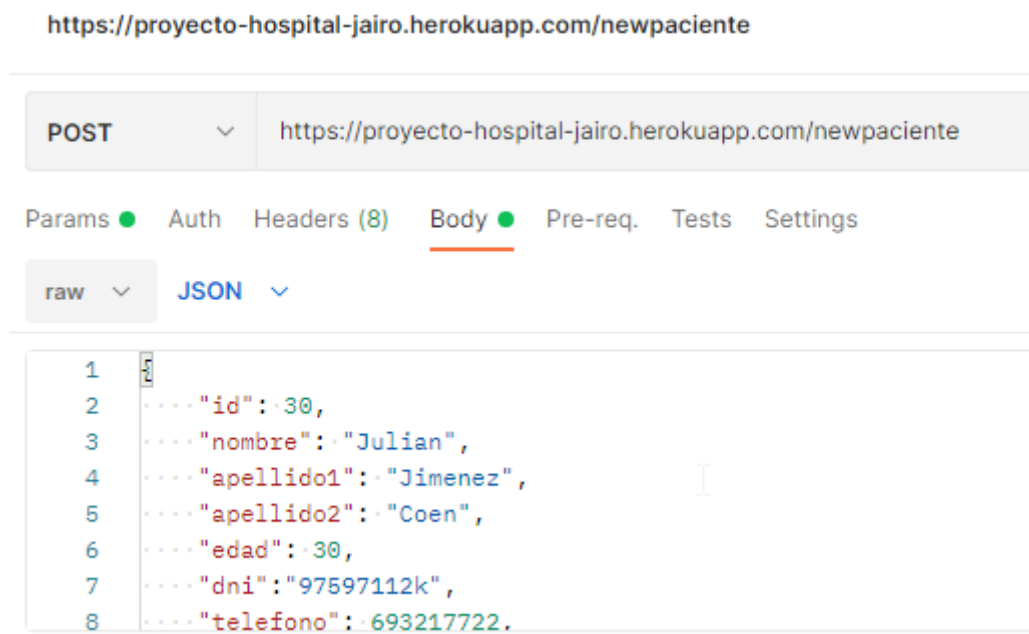 https://proyecto-hospital-jairo.herokuapp.com/newpaciente
POST https://proyecto-hospital-jairo.herokuapp.com/newpaciente
Params Auth Headers (8) Body Pre-req. Tests Settings
raw JSON
1 {
2 "id": 30,
3 "nombre": "Julian",
4 "apellido1": "Jimenez",
5 "apellido2": "Coen",
6 "edad": 30,
7 "dni":"97597112k",
8 "telefono": 693217722,